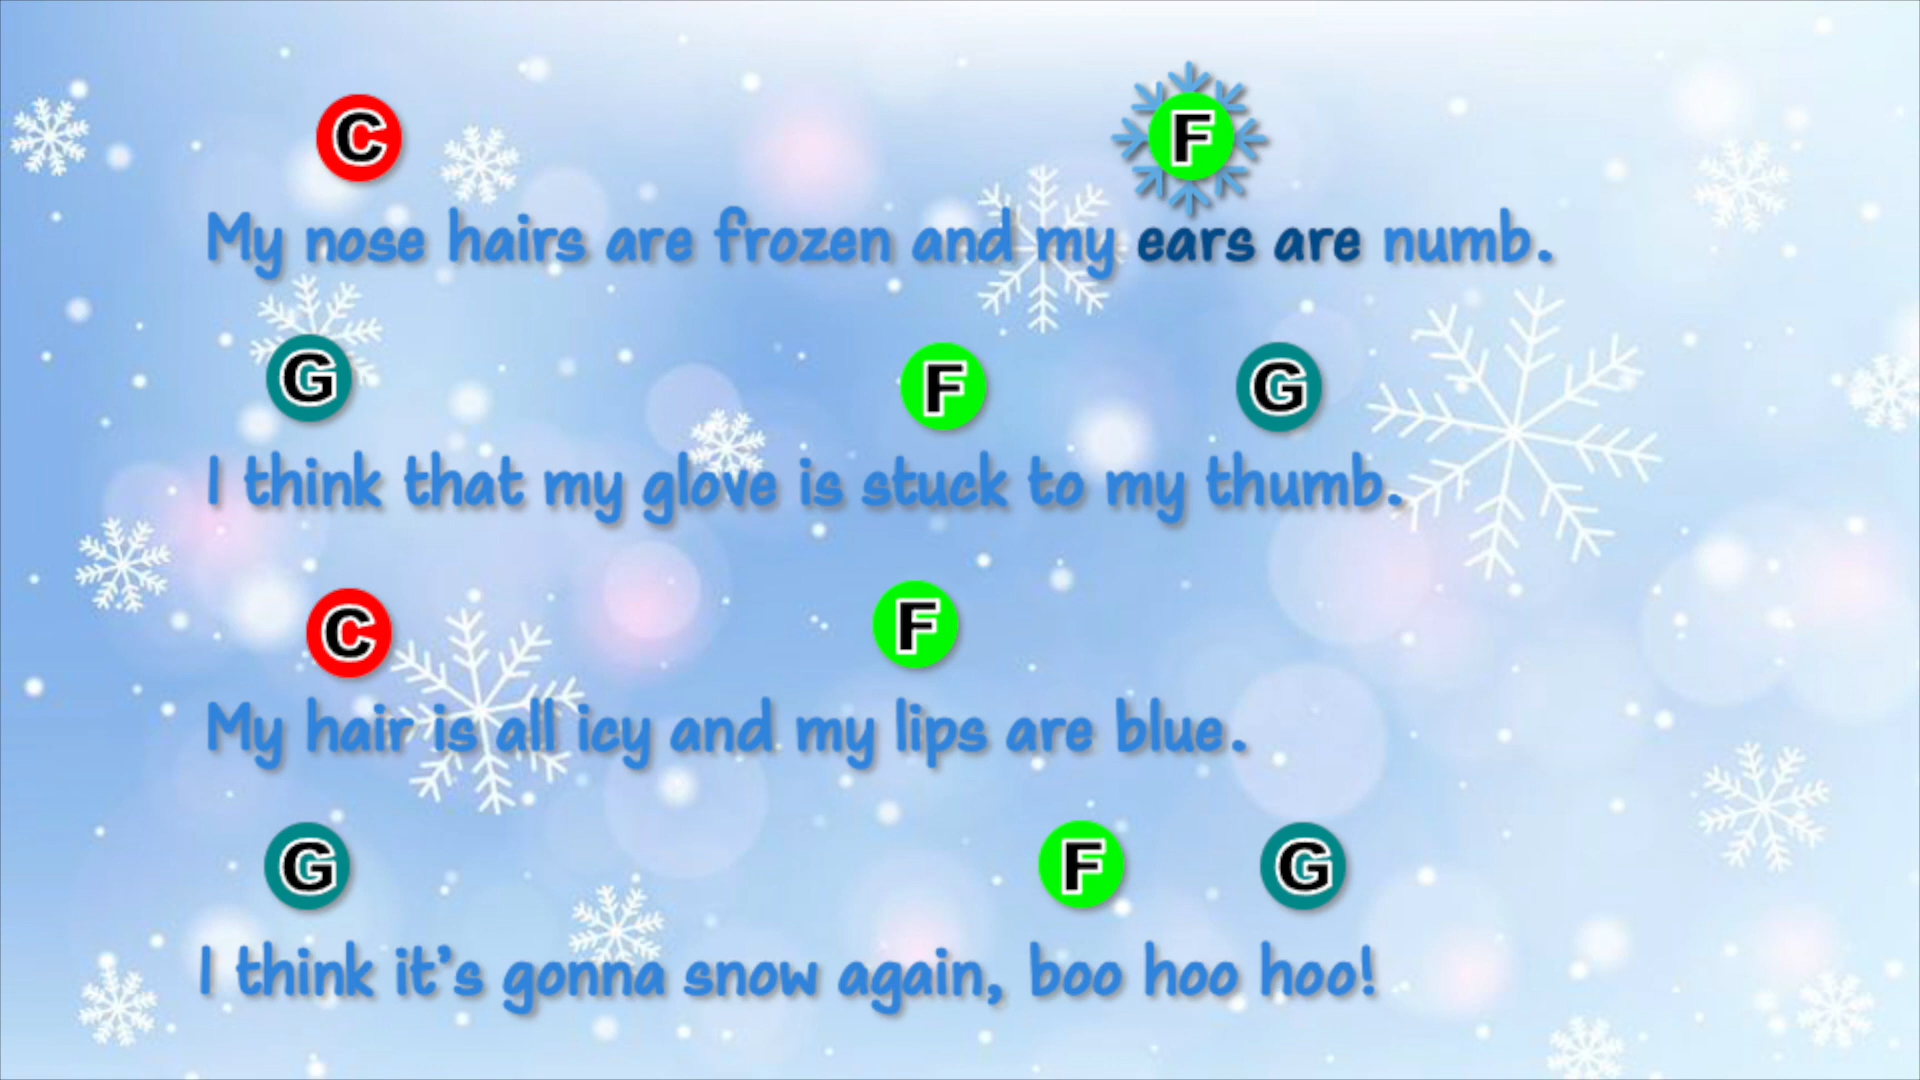 C F
My nose hairs are frozen and my ears are numb.
G F G
I think that my glove is stuck to my thumb.
C F
My hair is all icy and my lips are blue.
G F G
I think it's gonna snow again, boo hoo hoo!